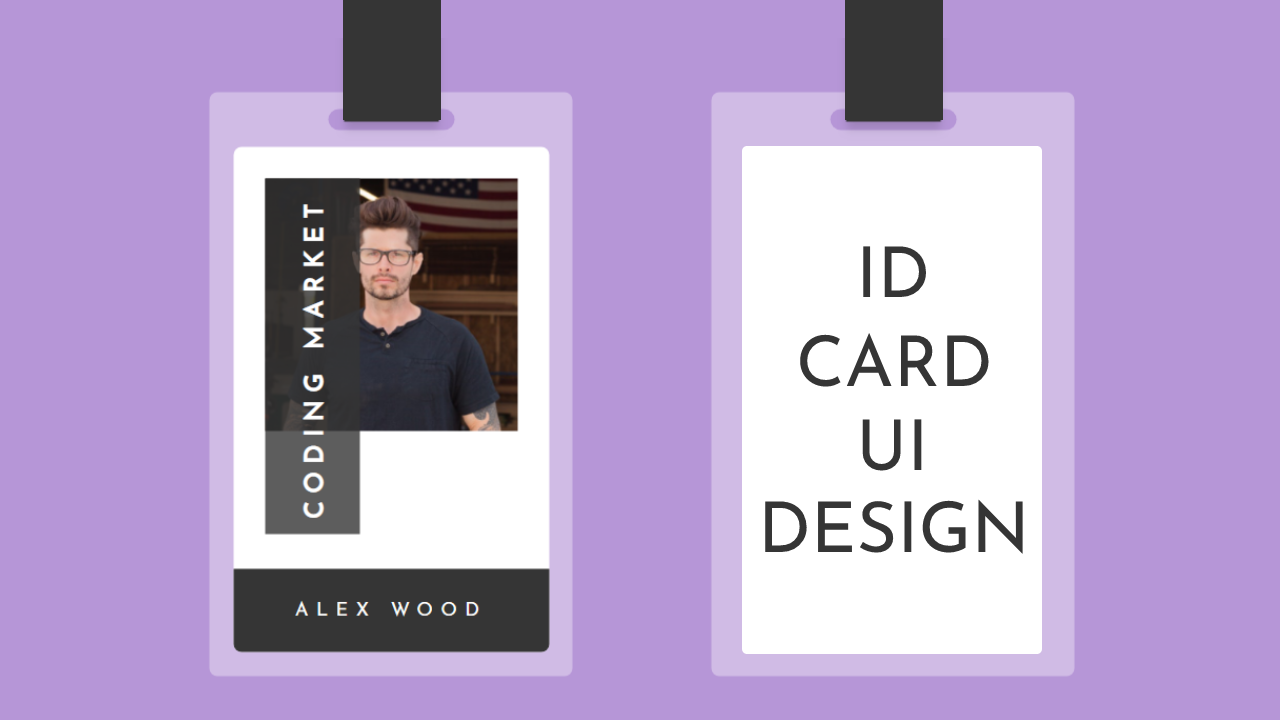 CODING MARKET
ALEX WOOD
ID
CARD
UI
DESIGN